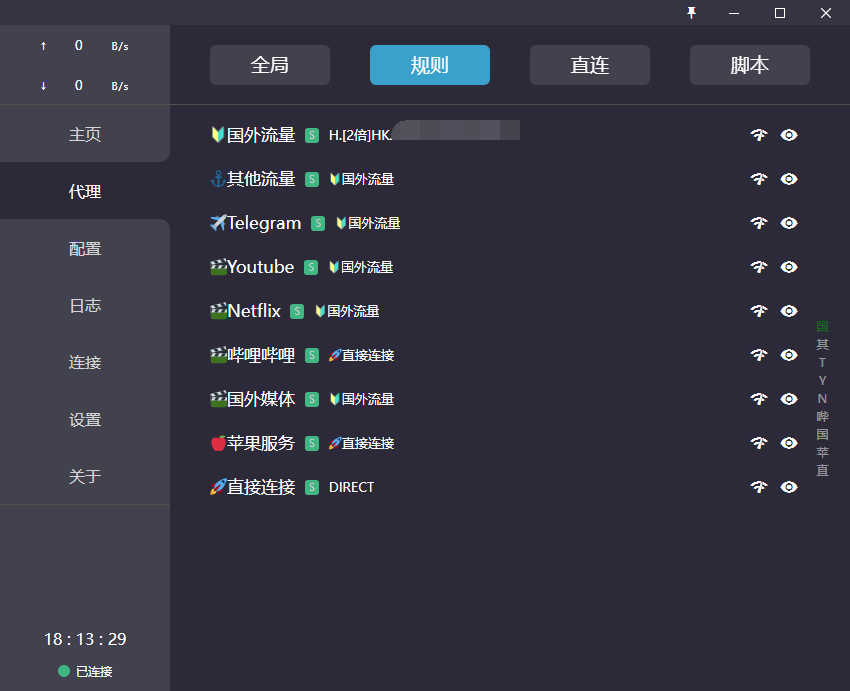 ↑ 0 B/s
↓ 0 B/s
全局 规则 直连 脚本
主页
代理
配置
日志
连接
设置
关于
国外流量 S H.[2倍]HK.
其他流量 S 国外流量
Telegram S 国外流量
Youtube S 国外流量
Netflix S 国外流量
哔哩哔哩 S 直接连接
国外媒体 S 国外流量
苹果服务 S 直接连接
直接连接 S DIRECT
国
其
T
Y
N
哔
国
苹
直
18 : 13 : 29
已连接